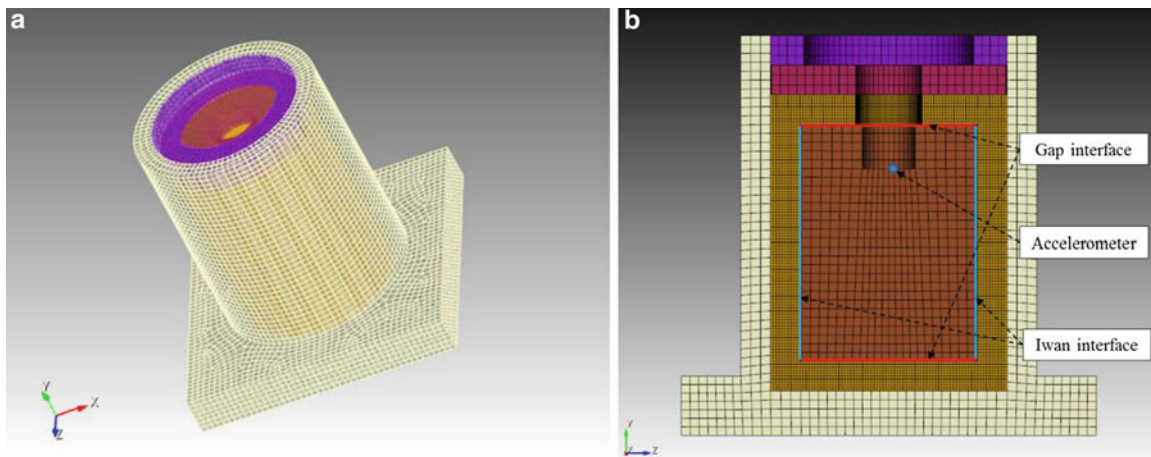 a
b
Gap interface
Accelerometer
Iwan interface
Y
X
Z
Y
X
Z